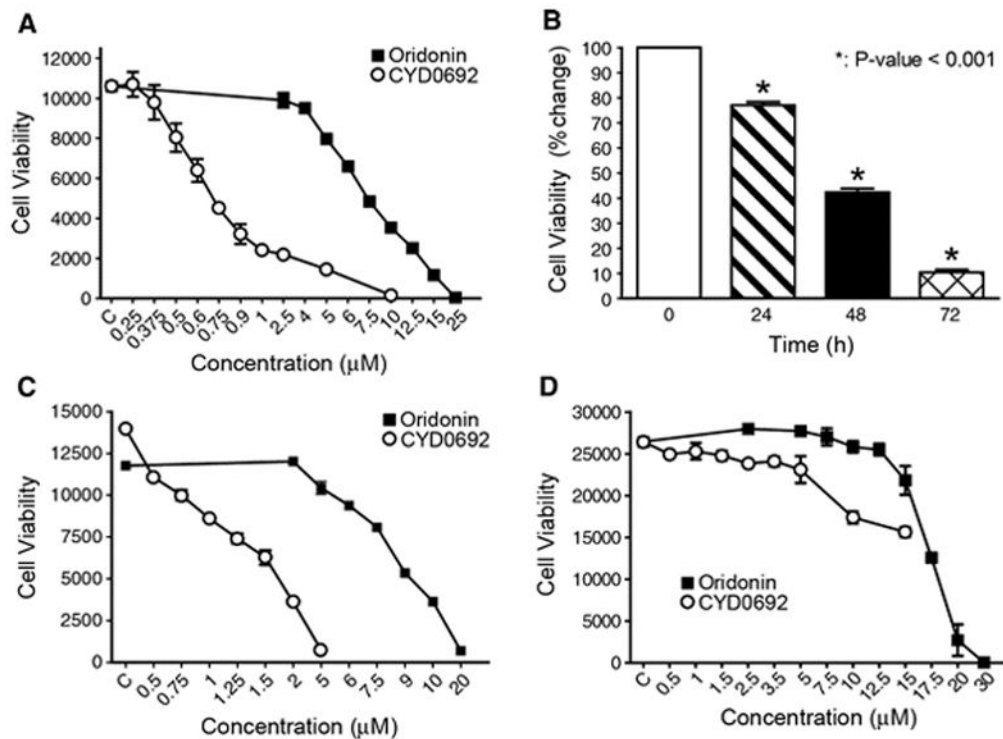 A
12000
10000
8000
6000
4000
2000
0
Cell Viability
Oridonin
CYD0692
C 0.25 0.375 0.5 0.6 0.75 0.9 1 2.5 4 5 6 7.5 10 12.5 15 25
Concentration (μM)
B
100
90
80
70
60
50
40
30
20
10
0
Cell Viability (% change)
*: P-value < 0.001
*
*
*
0 24 48 72
Time (h)
C
15000
12500
10000
7500
5000
2500
0
Cell Viability
Oridonin
CYD0692
C 0.5 0.75 1 1.25 1.5 2 5 6 7.5 9 10 20
Concentration (μM)
D
30000
25000
20000
15000
10000
5000
0
Cell Viability
Oridonin
CYD0692
C 0.5 1 1.5 2.5 3.5 5 7.5 10 12.5 15 17.5 20 30
Concentration (μM)